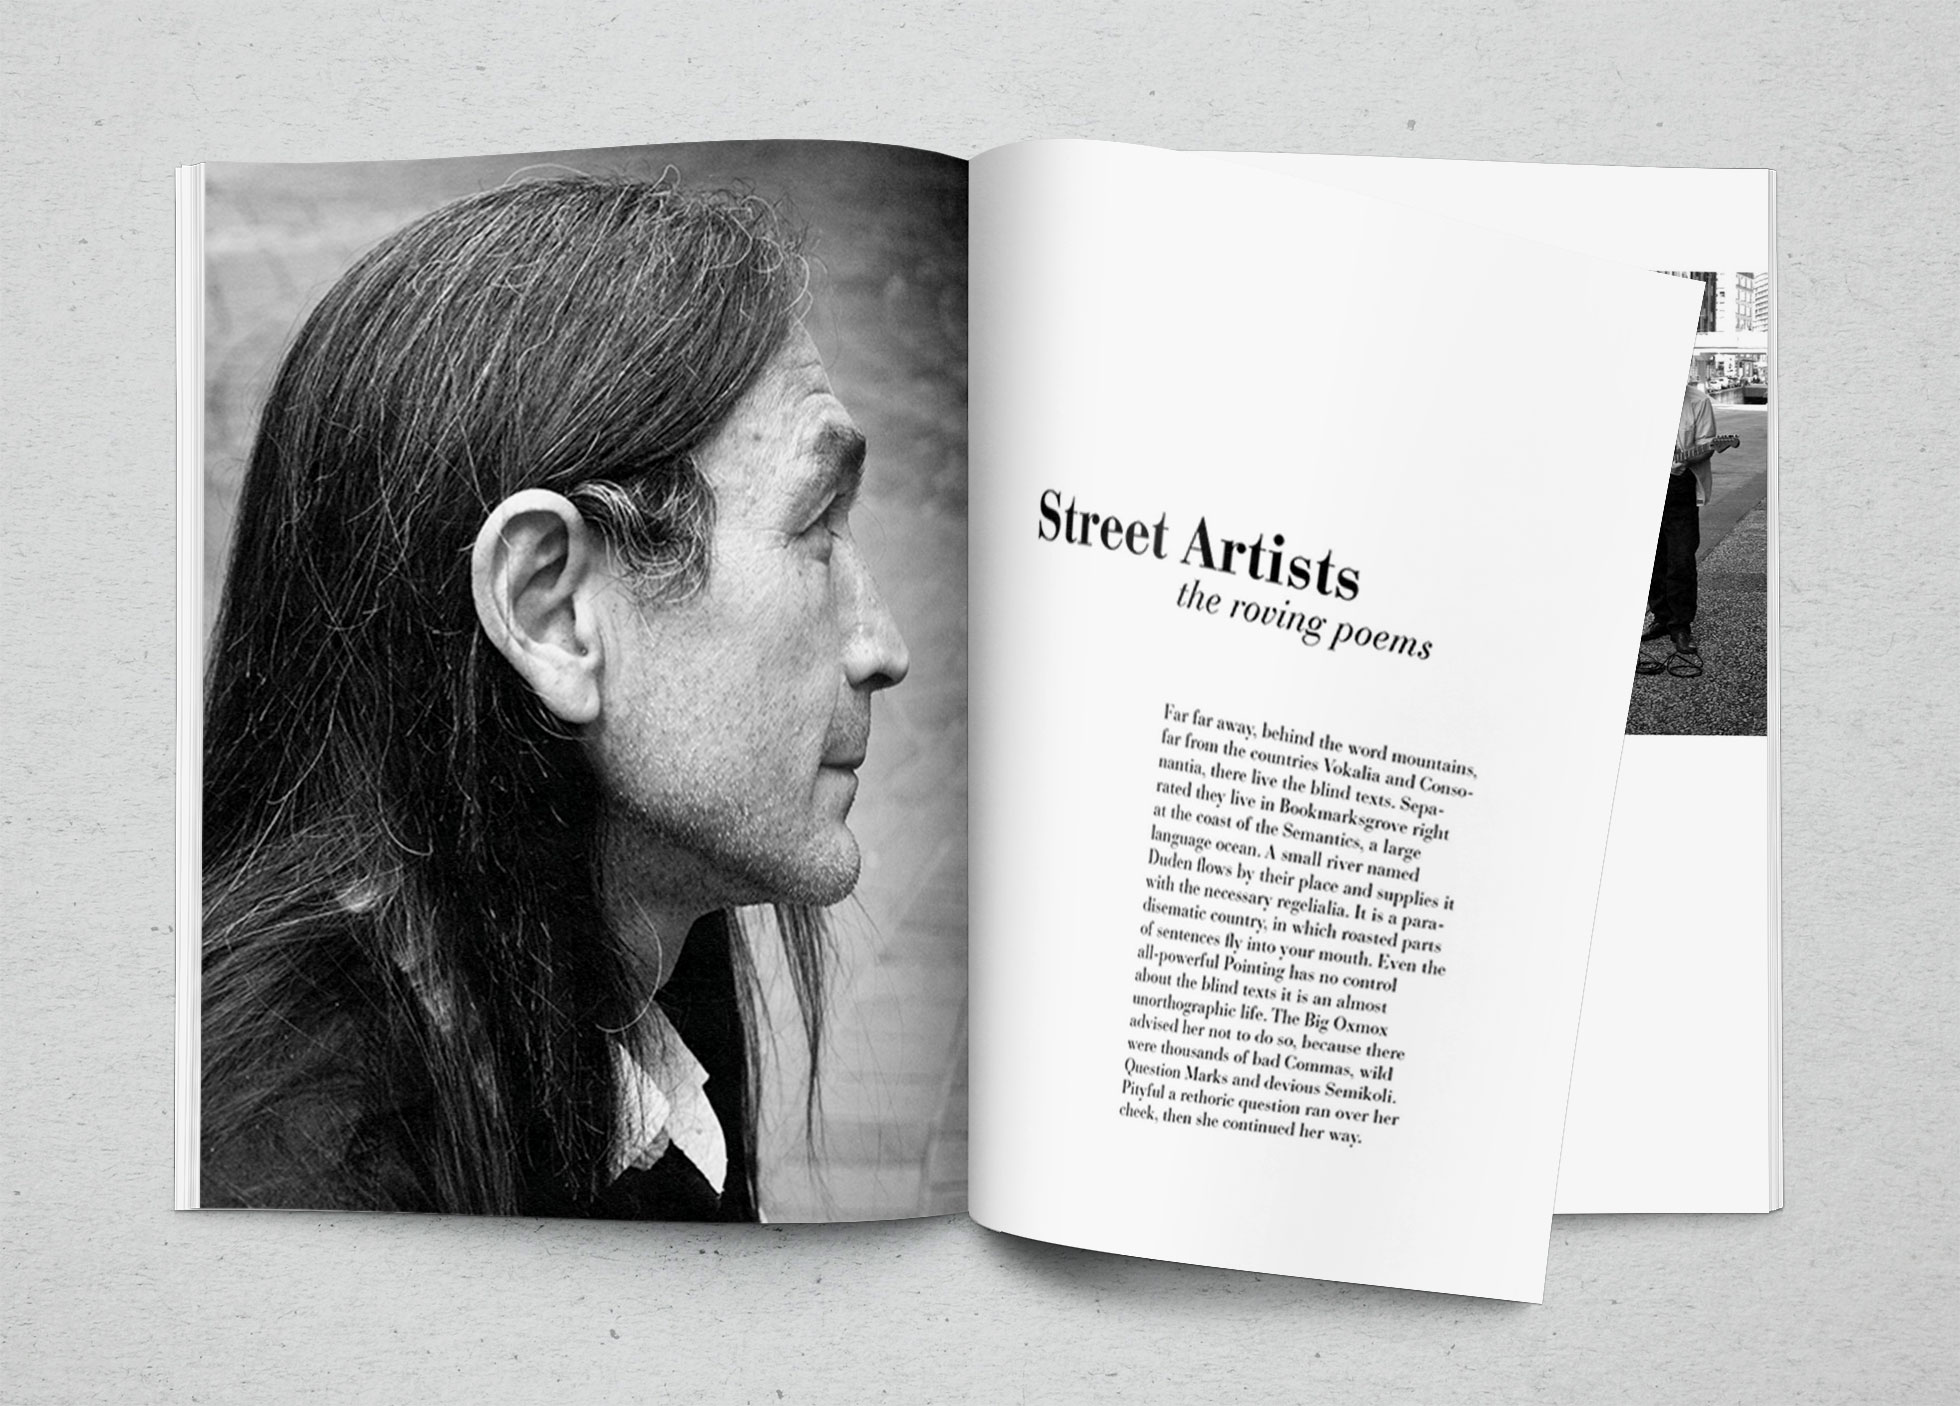 Street Artists
the roving poems
Far far away, behind the word mountains,
far from the countries Vokalia and Conso-
nantia, there live the blind texts. Sepa-
rated they live in Bookmarksgrove right
at the coast of the Semantics, a large
language ocean. A small river named
Duden flows by their place and supplies it
with the necessary regelialia. It is a para-
disematic country, in which roasted parts
of sentences fly into your mouth. Even the
all-powerful Pointing has no control
about the blind texts it is an almost
unorthographic life. The Big Oxmox
advised her not to do so, because there
were thousands of bad Commas, wild
Question Marks and devious Semikoli.
Pityful a rethoric question ran over her
cheek, then she continued her way.